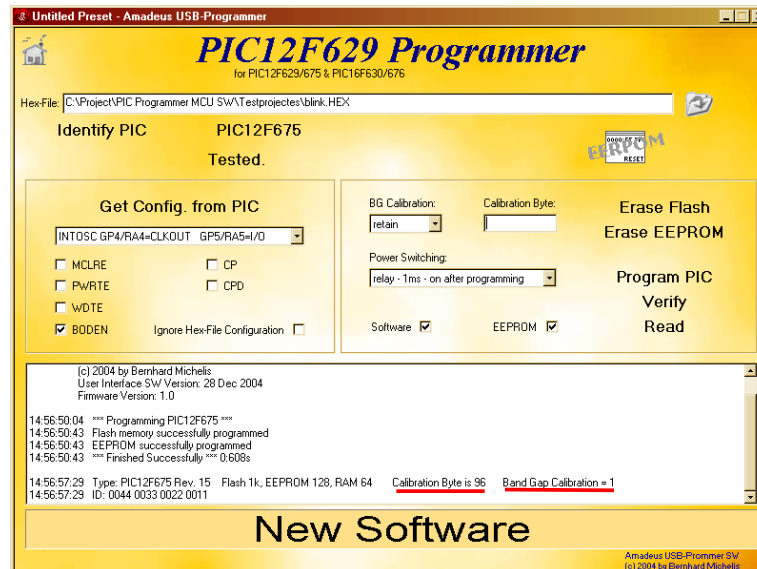 Untitled Preset - Amadeus USB-Programmer
PIC12F629 Programmer
for PIC12F629/675 & PIC16F630/676
Hex-File: C:\Project\PIC Programmer MCU SW\Testprojectes\blink.HEX
Identify PIC PIC12F675
Tested.
EERPOM
RESET
Get Config. from PIC
INTOSC GP4/RA4=CLKOUT GP5/RA5=I/O
MCLRE CP
PWRTE CPD
WDTE
BODEN Ignore Hex-File Configuration
BG Calibration: Calibration Byte:
retain
Power Switching:
relay - 1ms - on after programming
Software EEPROM
Erase Flash
Erase EEPROM
Program PIC
Verify
Read
(c) 2004 by Bernhard Michelis
User Interface SW Version: 28 Dec 2004
Firmware Version: 1.0
14:56:50:04 *** Programming PIC12F675 ***
14:56:50:43 Flash memory successfully programmed
14:56:50:43 EEPROM successfully programmed
14:56:50:43 *** Finished Successfully *** 0:608s
14:56:57:29 Type: PIC12F675 Rev. 15 Flash 1k, EEPROM 128, RAM 64 Calibration Byte is 96 Band Gap Calibration = 1
14:56:57:29 ID: 0044 0033 0022 0011
New Software
Amadeus USB-Prommer SW
(c) 2004 by Bernhard Michelis